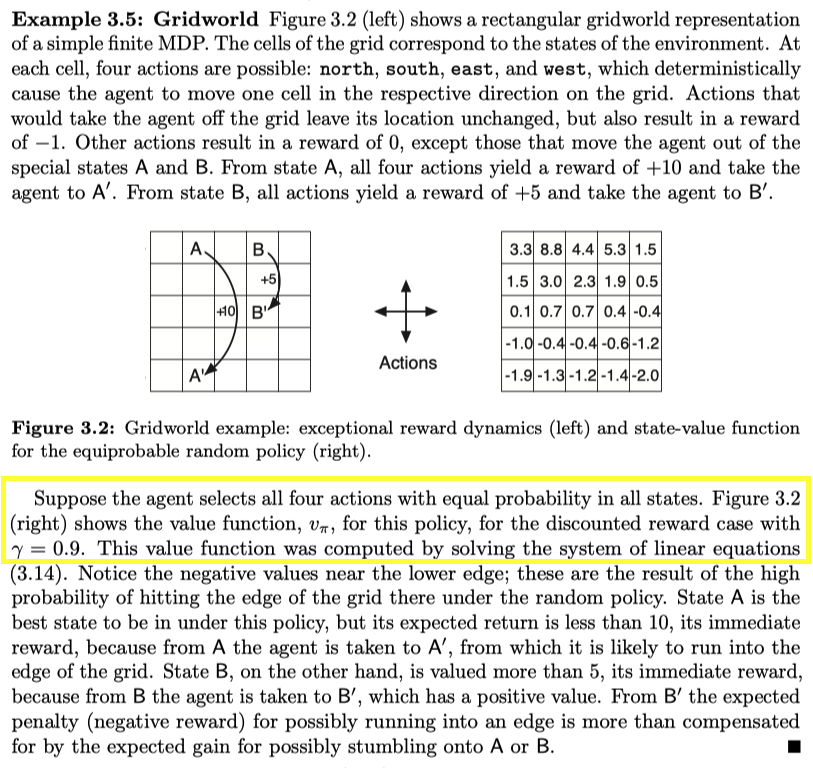 Example 3.5: Gridworld Figure 3.2 (left) shows a rectangular gridworld representation
of a simple finite MDP. The cells of the grid correspond to the states of the environment. At
each cell, four actions are possible: north, south, east, and west, which deterministically
cause the agent to move one cell in the respective direction on the grid. Actions that
would take the agent off the grid leave its location unchanged, but also result in a reward
of −1. Other actions result in a reward of 0, except those that move the agent out of the
special states A and B. From state A, all four actions yield a reward of +10 and take the
agent to A′. From state B, all actions yield a reward of +5 and take the agent to B′.
A B
+5
+10 B'
A'
Actions
3.3 8.8 4.4 5.3 1.5
1.5 3.0 2.3 1.9 0.5
0.1 0.7 0.7 0.4 -0.4
-1.0 -0.4 -0.4 -0.6 -1.2
-1.9 -1.3 -1.2 -1.4 -2.0
Figure 3.2: Gridworld example: exceptional reward dynamics (left) and state-value function
for the equiprobable random policy (right).
Suppose the agent selects all four actions with equal probability in all states. Figure 3.2
(right) shows the value function, vπ, for this policy, for the discounted reward case with
γ = 0.9. This value function was computed by solving the system of linear equations
(3.14). Notice the negative values near the lower edge; these are the result of the high
probability of hitting the edge of the grid there under the random policy. State A is the
best state to be in under this policy, but its expected return is less than 10, its immediate
reward, because from A the agent is taken to A′, from which it is likely to run into the
edge of the grid. State B, on the other hand, is valued more than 5, its immediate reward,
because from B the agent is taken to B′, which has a positive value. From B′ the expected
penalty (negative reward) for possibly running into an edge is more than compensated
for by the expected gain for possibly stumbling onto A or B.